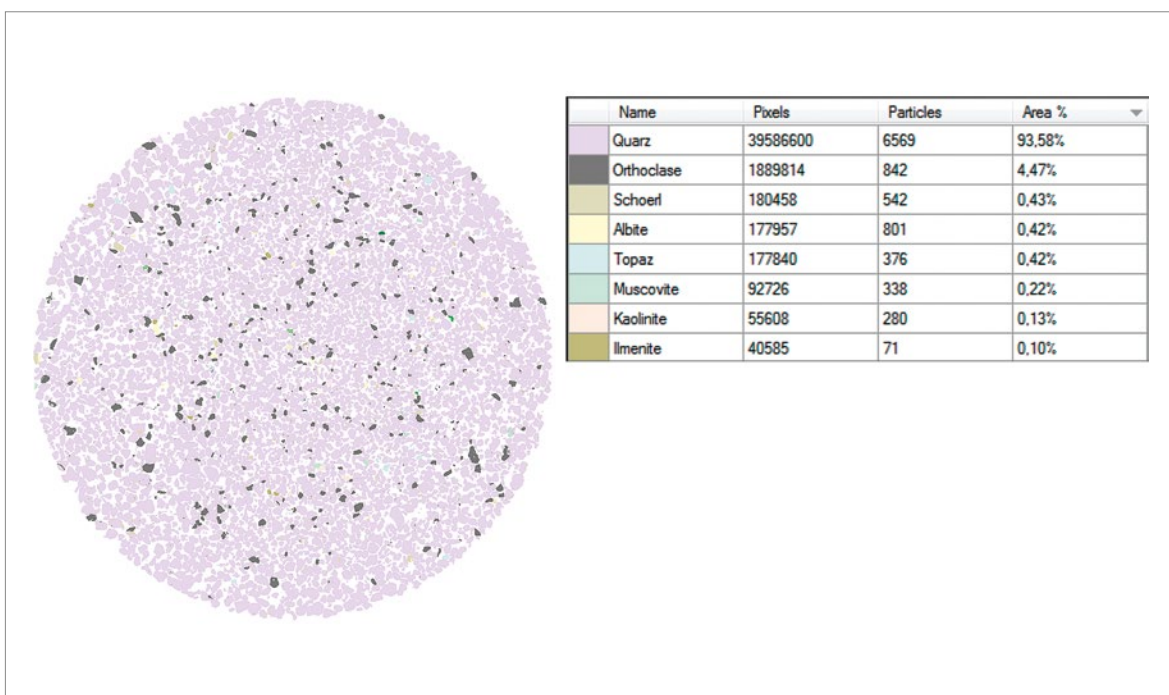 Name Pixels Particles Area %
Quarz 39586600 6569 93,58%
Orthoclase 1889814 842 4,47%
Schoerl 180458 542 0,43%
Albite 177957 801 0,42%
Topaz 177840 376 0,42%
Muscovite 92726 338 0,22%
Kaolinite 55608 280 0,13%
Ilmenite 40585 71 0,10%